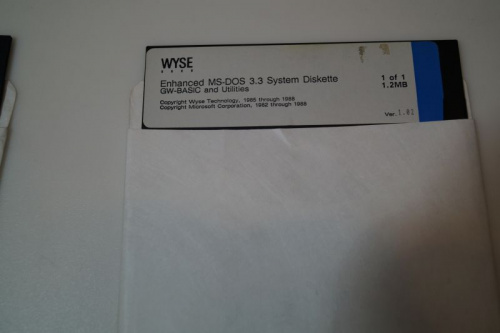 WYSE
Enhanced MS-DOS 3.3 System Diskette
GW-BASIC and Utilities
1 of 1
1.2MB
Copyright Wyse Technology, 1985 through 1988
Copyright Microsoft Corporation, 1982 through 1988
Ver.